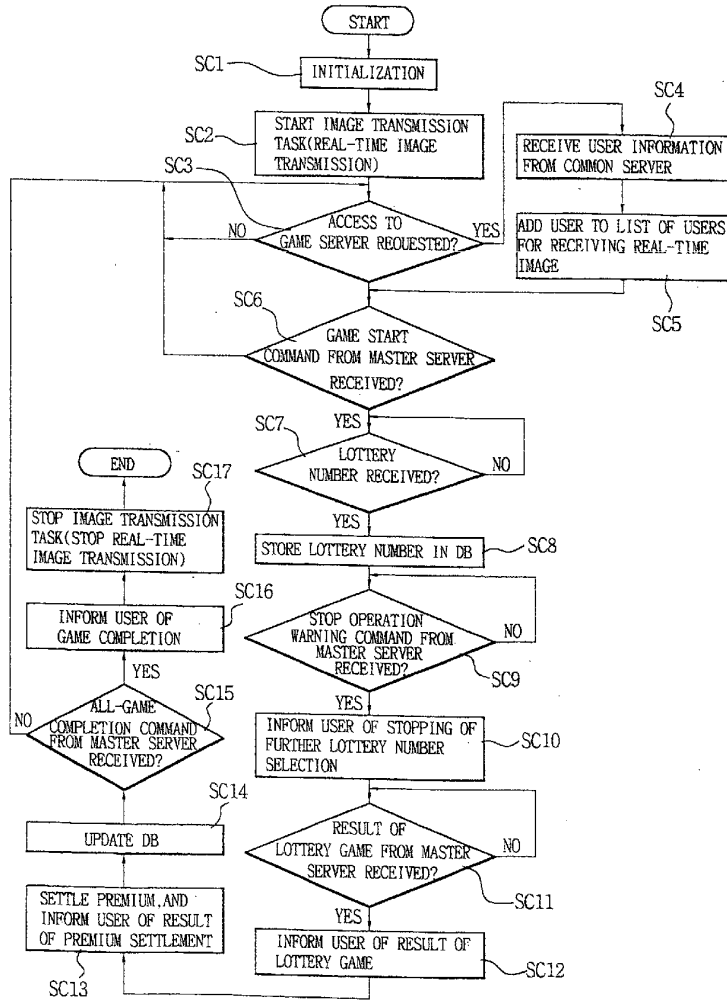 START
SC1
INITIALIZATION
SC2
START IMAGE TRANSMISSION
TASK(REAL-TIME IMAGE
TRANSMISSION)
SC3
ACCESS TO
GAME SERVER REQUESTED?
NO
YES
SC4
RECEIVE USER INFORMATION
FROM COMMON SERVER
ADD USER TO LIST OF USERS
FOR RECEIVING REAL-TIME
IMAGE
SC5
SC6
GAME START
COMMAND FROM MASTER SERVER
RECEIVED?
YES
SC7
LOTTERY
NUMBER RECEIVED?
NO
YES
STORE LOTTERY NUMBER IN DB
SC8
STOP OPERATION
WARNING COMMAND FROM
MASTER SERVER
RECEIVED?
NO
SC9
YES
INFORM USER OF STOPPING OF
FURTHER LOTTERY NUMBER
SELECTION
SC10
RESULT OF
LOTTERY GAME FROM MASTER
SERVER RECEIVED?
NO
SC11
YES
INFORM USER OF RESULT OF
LOTTERY GAME
SC12
SETTLE PREMIUM,AND
INFORM USER OF RESULT
OF PREMIUM SETTLEMENT
SC13
UPDATE DB
SC14
ALL-GAME
COMPLETION COMMAND
FROM MASTER SERVER
RECEIVED?
SC15
NO
YES
INFORM USER OF
GAME COMPLETION
SC16
STOP IMAGE TRANSMISSION
TASK(STOP REAL-TIME
IMAGE TRANSMISSION)
SC17
END